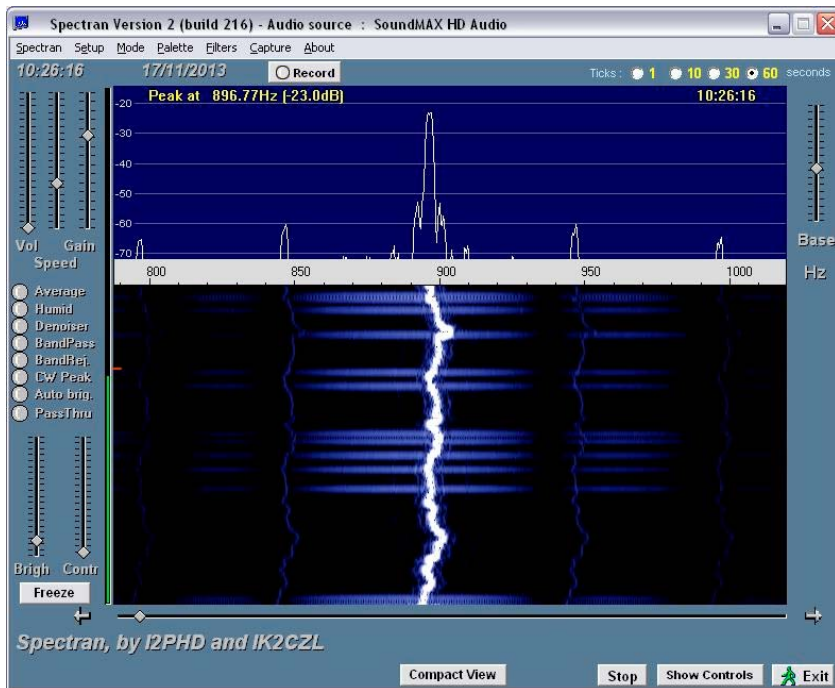 Spectran Version 2 (build 216) - Audio source : SoundMAX HD Audio
Spectran Setup Mode Palette Filters Capture About
10:26:16 17/11/2013 Record Ticks : 1 10 30 60 seconds
Peak at 896.77Hz (-23.0dB) 10:26:16
-20
-30
-40
-50
-60
-70
Vol Gain
Speed
Base
800 850 900 950 1000 Hz
Average
Humid
Denoiser
BandPass
BandRej.
CW Peak
Auto brig.
PassThru
Brigh Contr
Freeze
Spectran, by I2PHD and IK2CZL
Compact View Stop Show Controls Exit